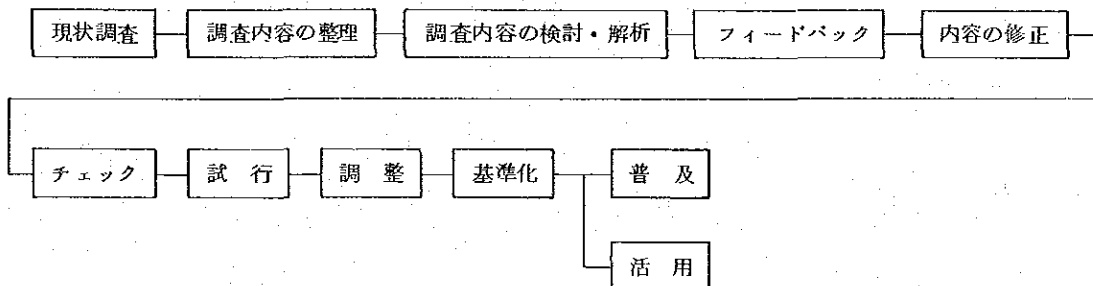 現状調査 調査内容の整理 調査内容の検討・解析 フィードバック 内容の修正
チェック 試行 調整 基準化 普及
活用